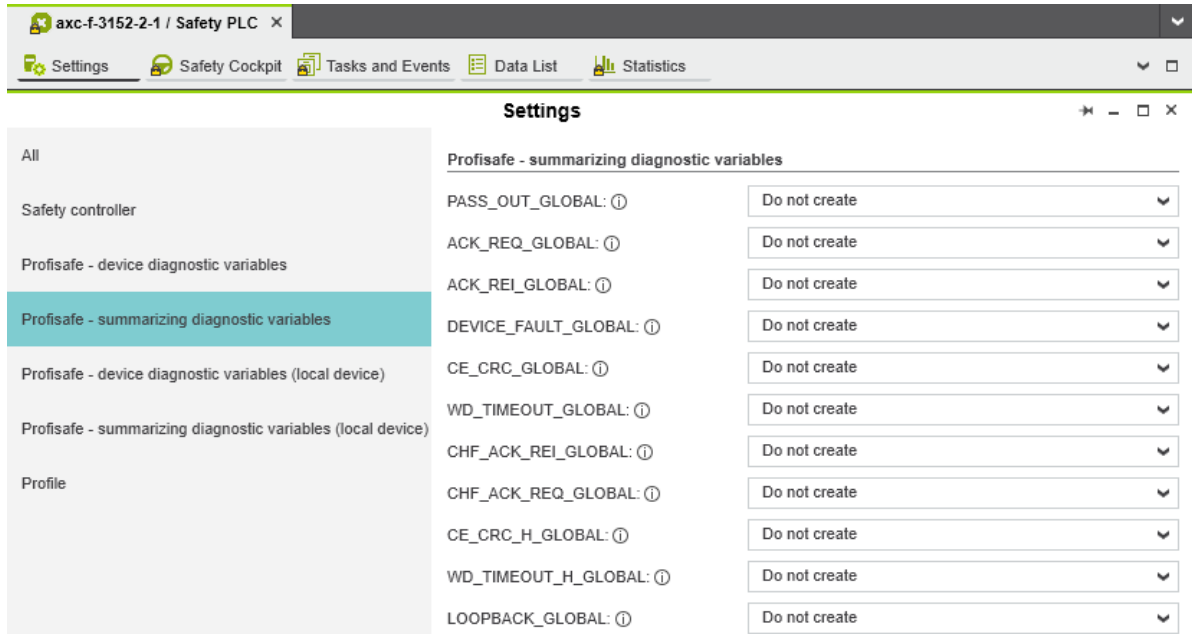 axc-f-3152-2-1 / Safety PLC
Settings Safety Cockpit Tasks and Events Data List Statistics
Settings
All
Safety controller
Profisafe - device diagnostic variables
Profisafe - summarizing diagnostic variables
Profisafe - device diagnostic variables (local device)
Profisafe - summarizing diagnostic variables (local device)
Profile
Profisafe - summarizing diagnostic variables
PASS_OUT_GLOBAL: Do not create
ACK_REQ_GLOBAL: Do not create
ACK_REI_GLOBAL: Do not create
DEVICE_FAULT_GLOBAL: Do not create
CE_CRC_GLOBAL: Do not create
WD_TIMEOUT_GLOBAL: Do not create
CHF_ACK_REI_GLOBAL: Do not create
CHF_ACK_REQ_GLOBAL: Do not create
CE_CRC_H_GLOBAL: Do not create
WD_TIMEOUT_H_GLOBAL: Do not create
LOOPBACK_GLOBAL: Do not create